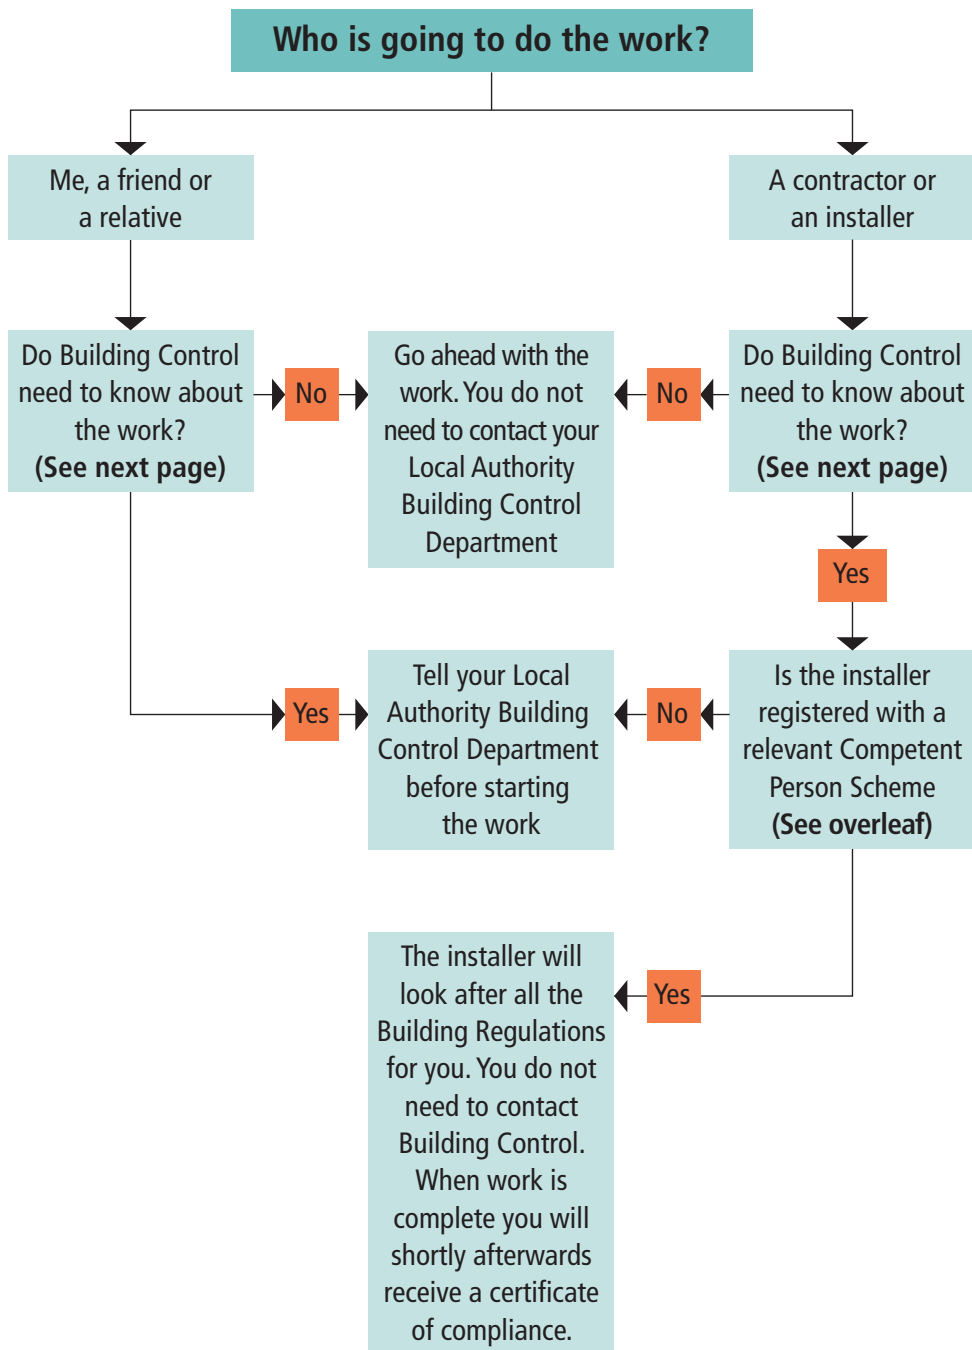 Who is going to do the work?
Me, a friend or
a relative
A contractor or
an installer
Do Building Control
need to know about
the work?
(See next page)
No
Go ahead with the
work. You do not
need to contact your
Local Authority
Building Control
Department
No
Do Building Control
need to know about
the work?
(See next page)
Yes
Yes
Tell your Local
Authority Building
Control Department
before starting
the work
No
Is the installer
registered with a
relevant Competent
Person Scheme
(See overleaf)
The installer will
look after all the
Building Regulations
for you. You do not
need to contact
Building Control.
When work is
complete you will
shortly afterwards
receive a certificate
of compliance.
Yes